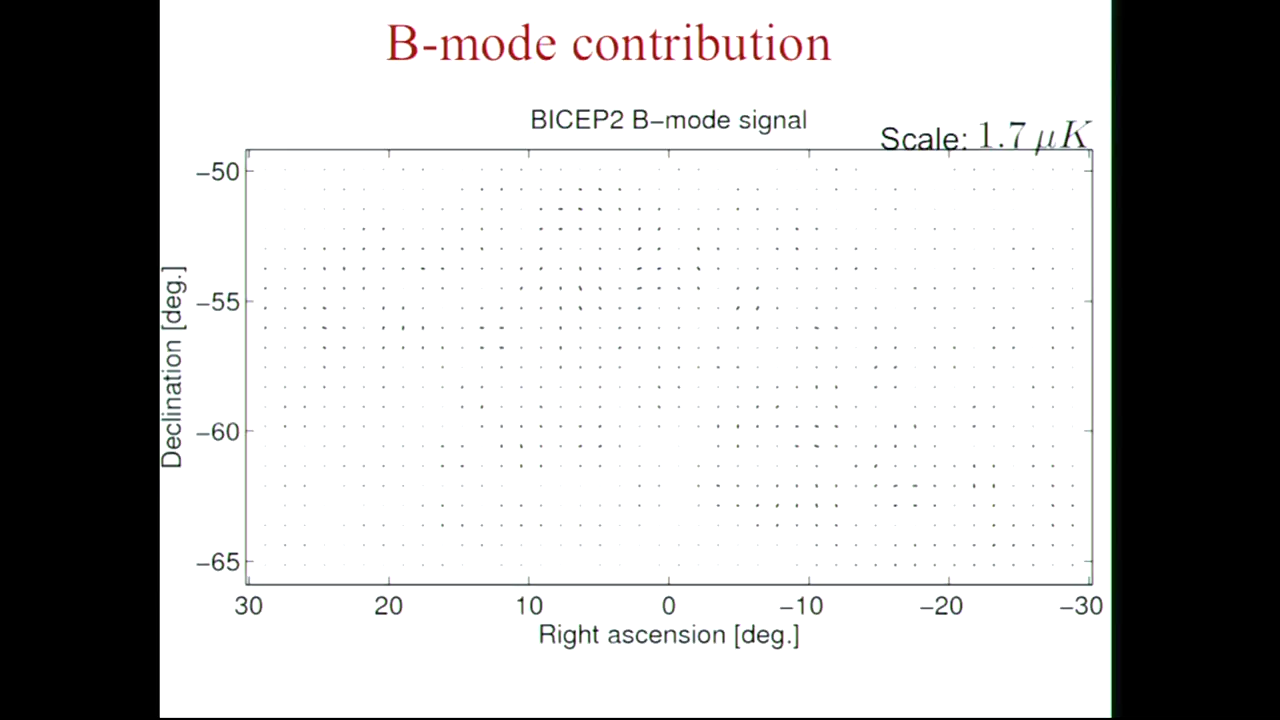 B-mode contribution
BICEP2 B−mode signal
Scale: 1.7 μK
−50
−55
−60
−65
Declination [deg.]
30 20 10 0 −10 −20 −30
Right ascension [deg.]